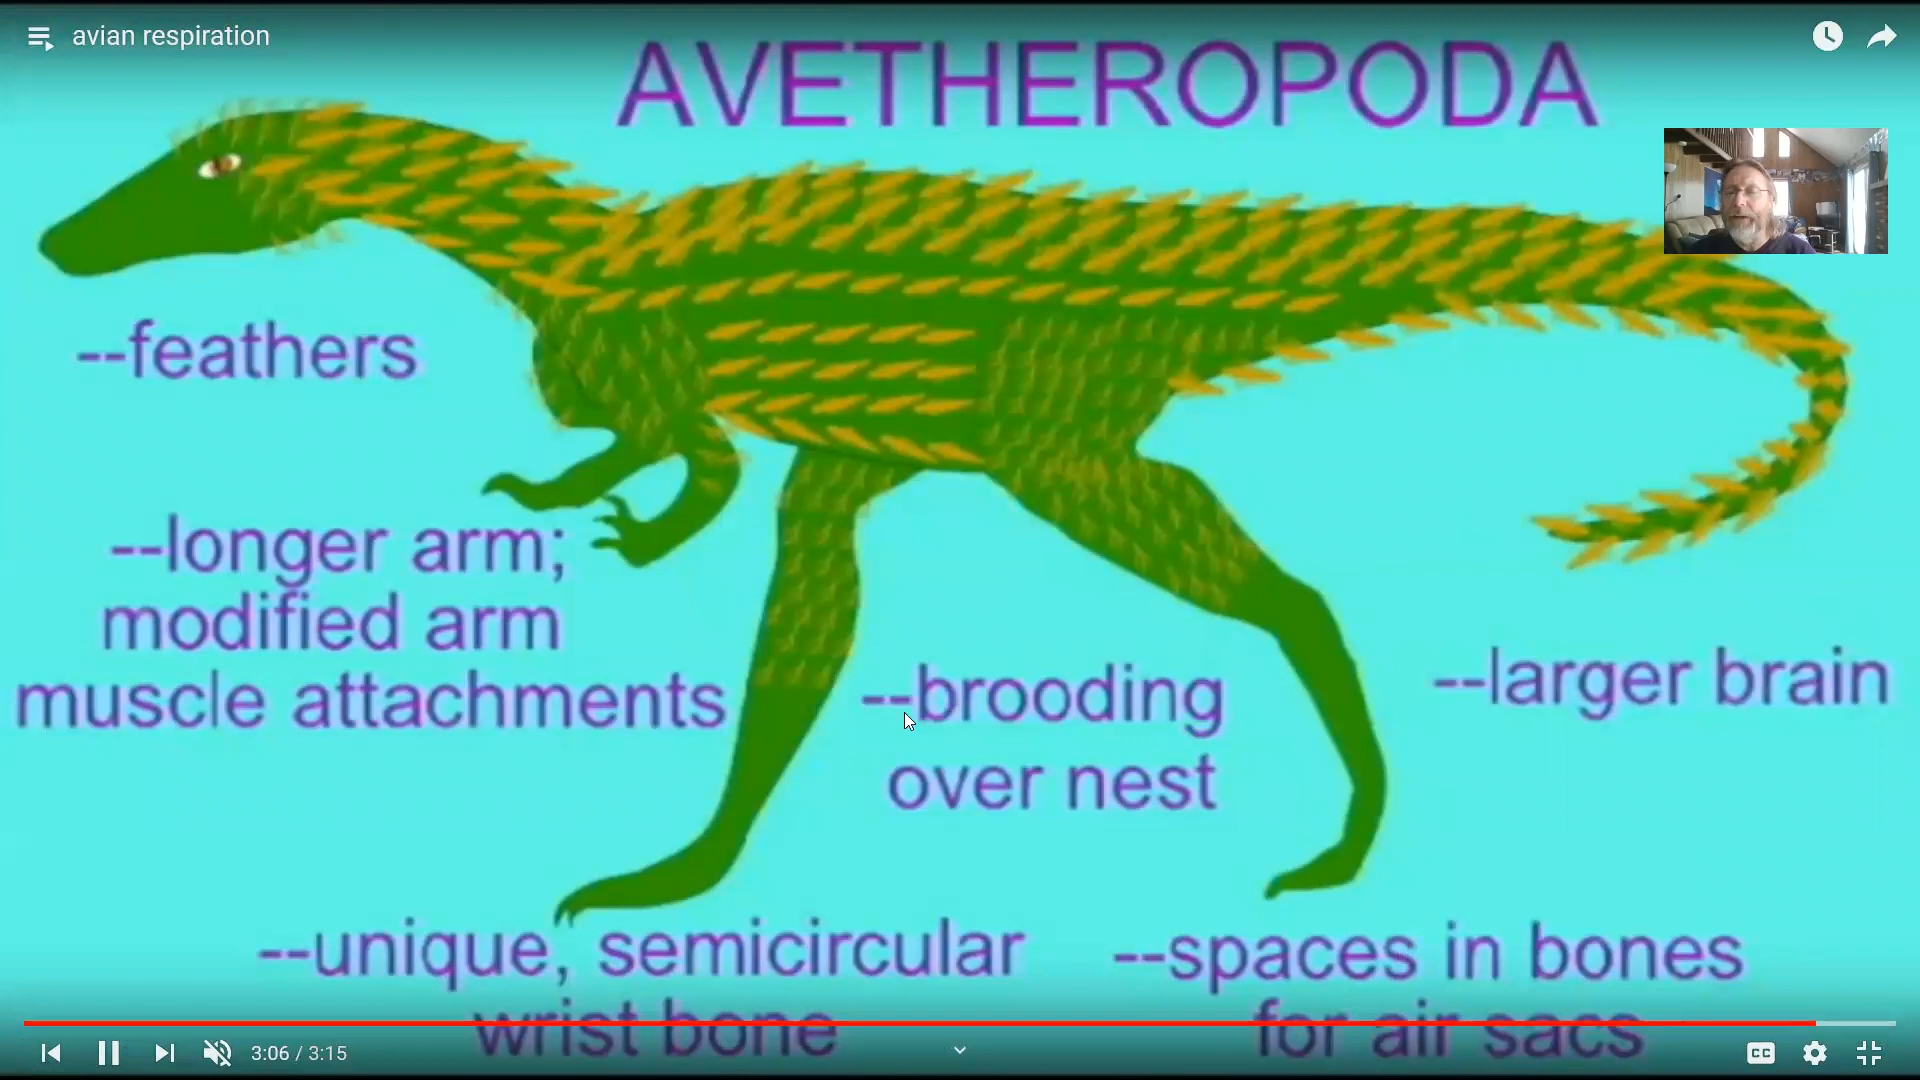 avian respiration
AVETHEROPODA
--feathers
--longer arm;
modified arm
muscle attachments
--brooding
over nest
--larger brain
--unique, semicircular
wrist bone
--spaces in bones
for air sacs
3:06 / 3:15
CC